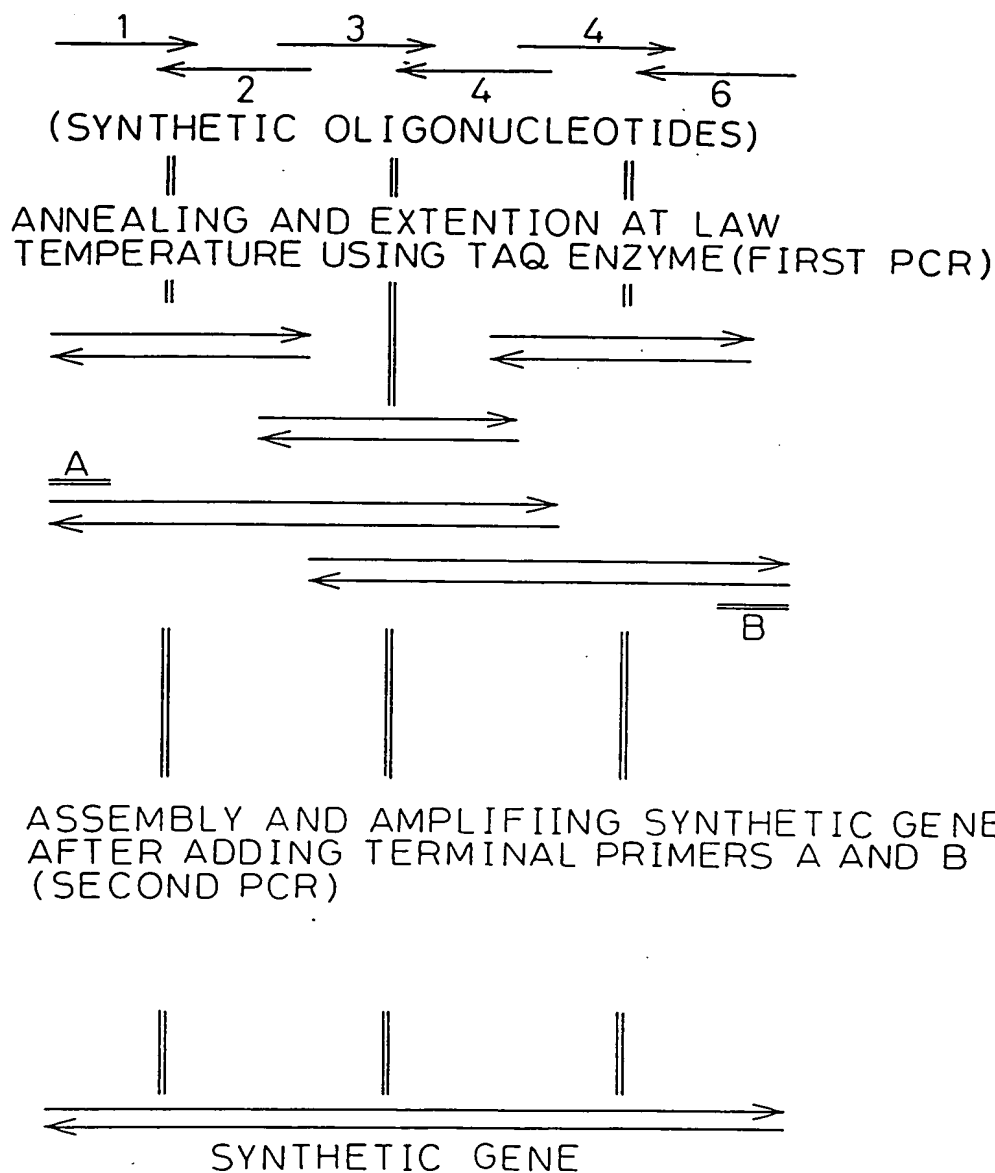 1 3 4
2 4 6
(SYNTHETIC OLIGONUCLEOTIDES)
ANNEALING AND EXTENTION AT LAW
TEMPERATURE USING TAQ ENZYME(FIRST PCR)
A
B
ASSEMBLY AND AMPLIFIING SYNTHETIC GENE
AFTER ADDING TERMINAL PRIMERS A AND B
(SECOND PCR)
SYNTHETIC GENE